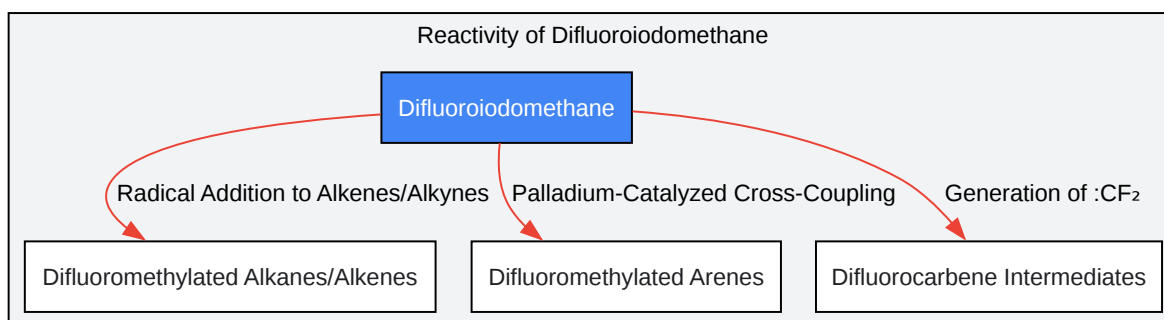 Reactivity of Difluoroiodomethane
Difluoroiodomethane
Radical Addition to Alkenes/Alkynes
Palladium-Catalyzed Cross-Coupling
Generation of :CF₂
Difluoromethylated Alkanes/Alkenes
Difluoromethylated Arenes
Difluorocarbene Intermediates